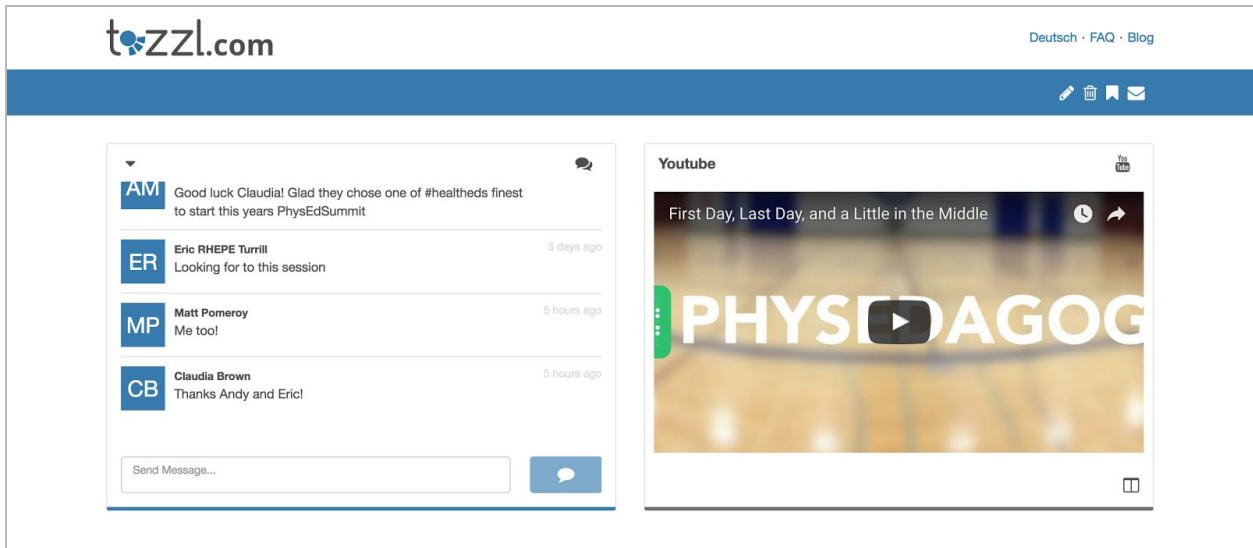 tozzl.com
Deutsch · FAQ · Blog
AM
Good luck Claudia! Glad they chose one of #healtheds finest
to start this years PhysEdSummit
ER
Eric RHEPE Turrill
3 days ago
Looking for to this session
MP
Matt Pomeroy
5 hours ago
Me too!
CB
Claudia Brown
5 hours ago
Thanks Andy and Eric!
Send Message...
Youtube
You
Tube
First Day, Last Day, and a Little in the Middle
PHYSEDAGOG